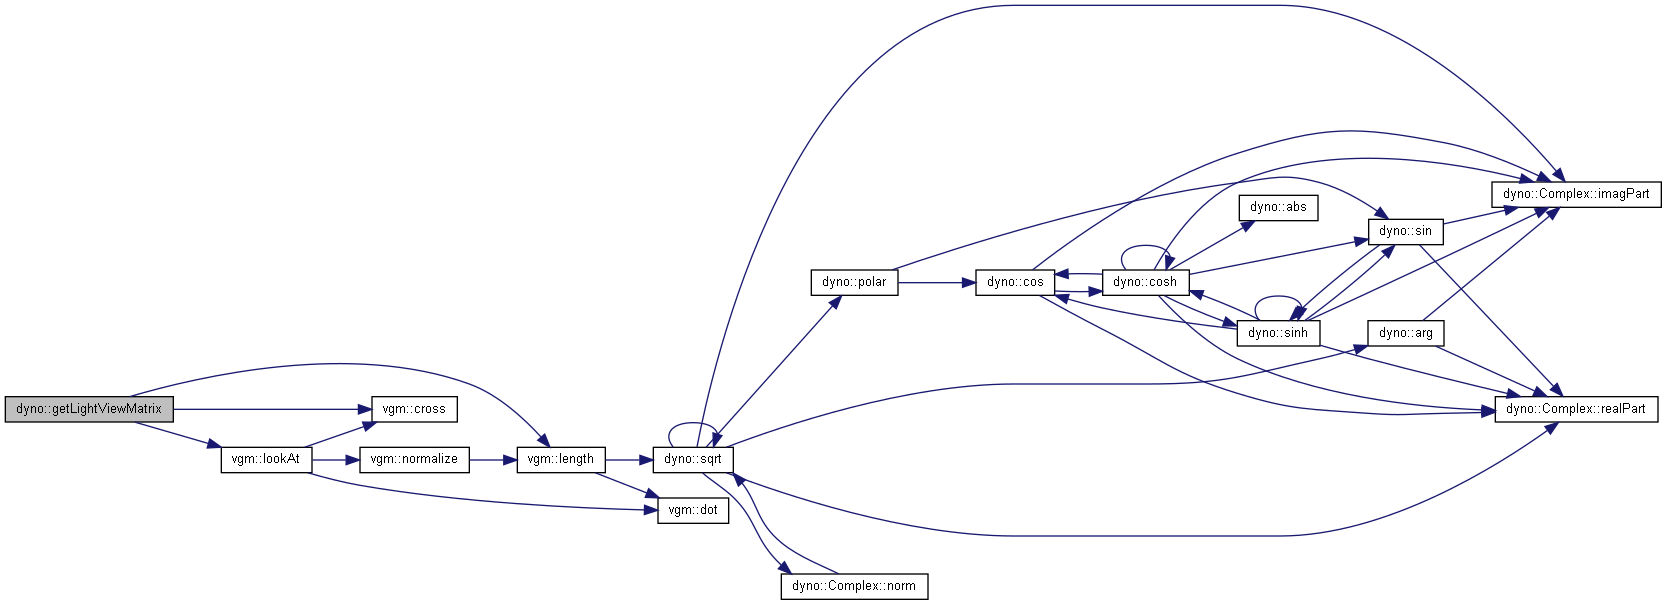 dyno::getLightViewMatrix
vgm::lookAt
vgm::cross
vgm::normalize
vgm::length
dyno::sqrt
vgm::dot
dyno::polar
dyno::Complex::norm
dyno::cos
dyno::cosh
dyno::abs
dyno::sinh
dyno::sin
dyno::arg
dyno::Complex::imagPart
dyno::Complex::realPart